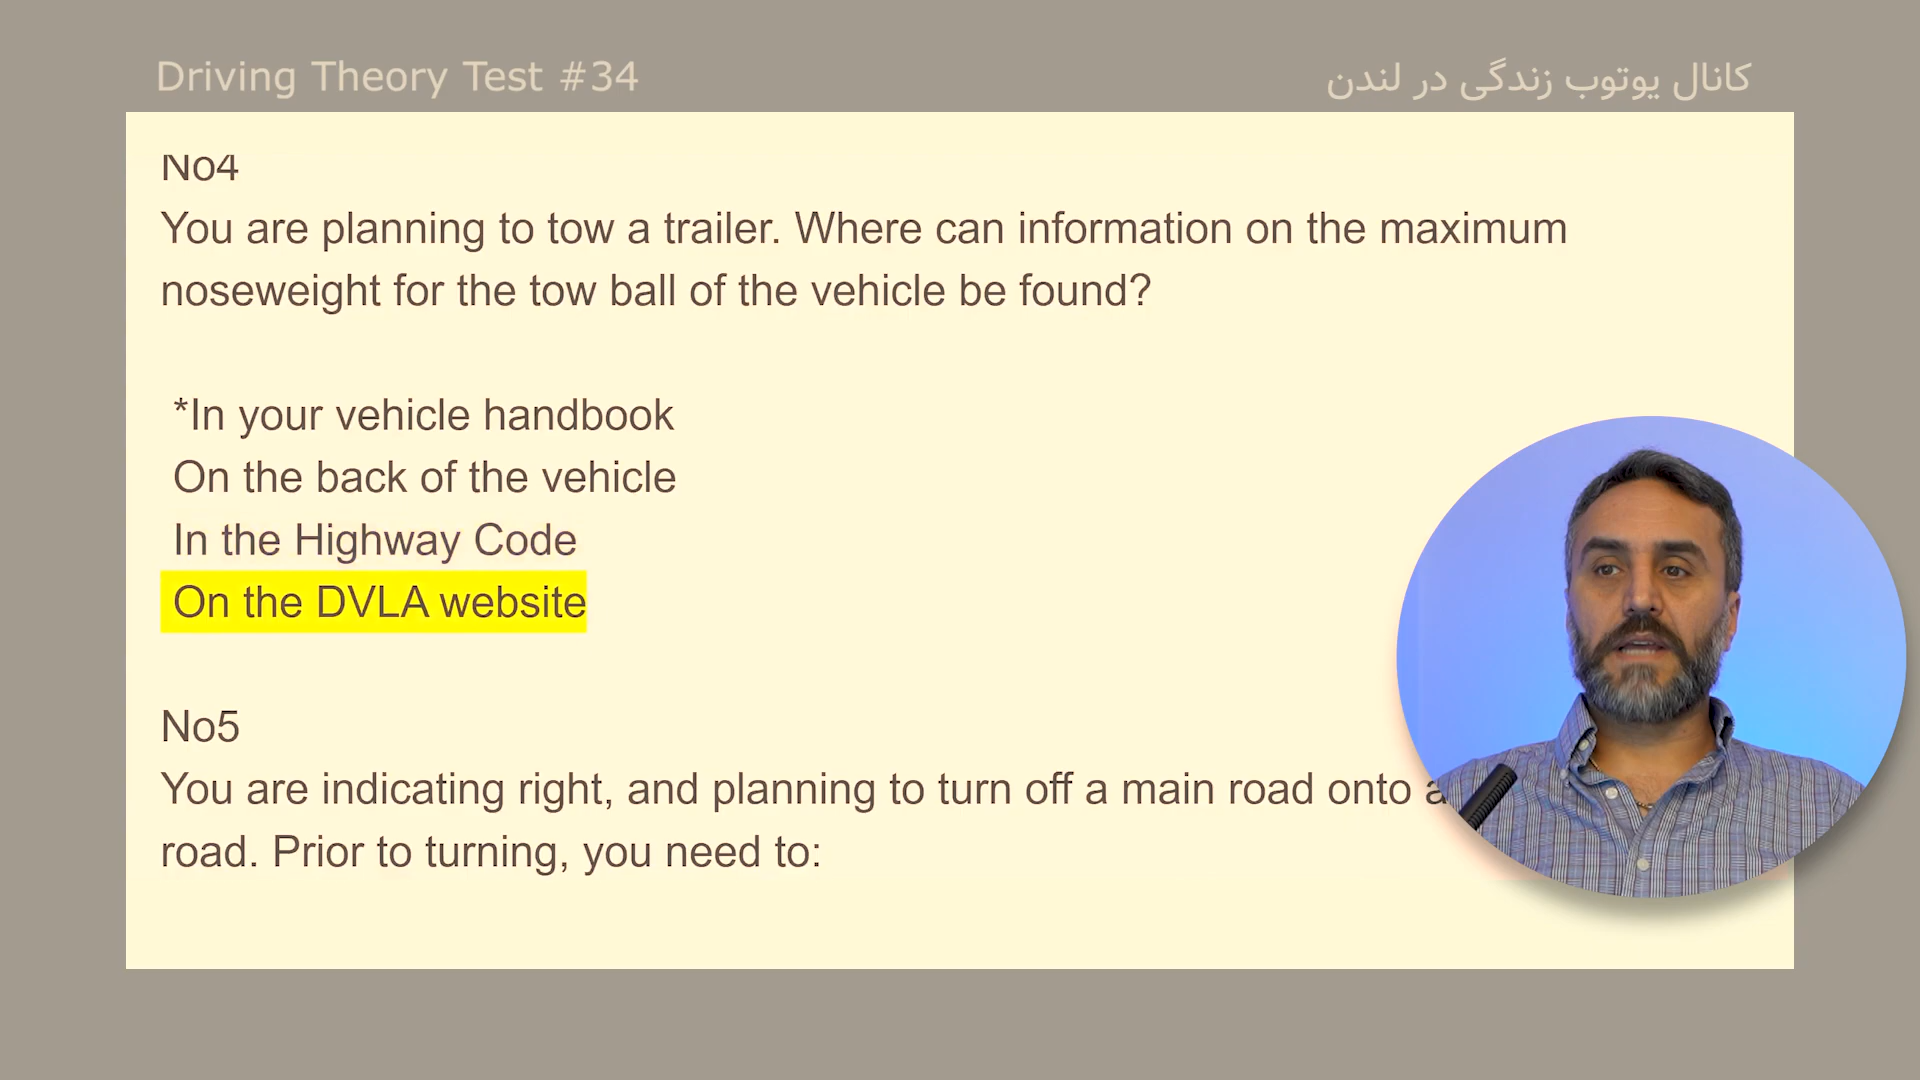 Driving Theory Test #34
کانال یوتوب زندگی در لندن
No4
You are planning to tow a trailer. Where can information on the maximum
noseweight for the tow ball of the vehicle be found?
*In your vehicle handbook
On the back of the vehicle
In the Highway Code
On the DVLA website
No5
You are indicating right, and planning to turn off a main road onto a
road. Prior to turning, you need to: